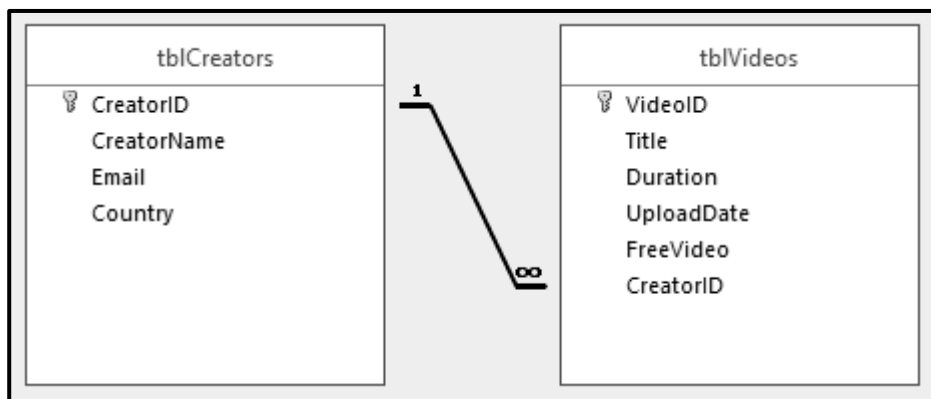 tblCreators
CreatorID
CreatorName
Email
Country
1
∞
tblVideos
VideoID
Title
Duration
UploadDate
FreeVideo
CreatorID